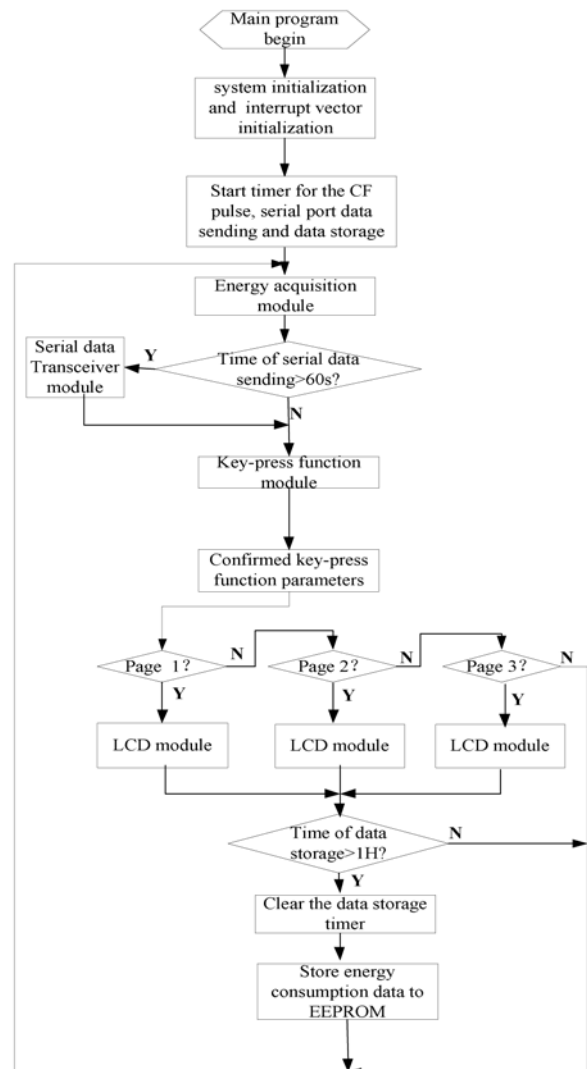 Main program
begin
system initialization
and interrupt vector
initialization
Start timer for the CF
pulse, serial port data
sending and data storage
Energy acquisition
module
Serial data
Transceiver
module
Y
Time of serial data
sending>60s?
N
Key-press function
module
Confirmed key-press
function parameters
Page 1?
N
Page 2?
N
Page 3?
N
Y
Y
Y
LCD module
LCD module
LCD module
Time of data
storage>1H?
N
Y
Clear the data storage
timer
Store energy
consumption data to
EEPROM